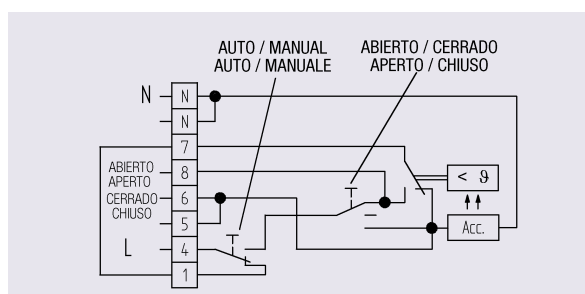 AUTO / MANUAL
AUTO / MANUALE
ABIERTO / CERRADO
APERTO / CHIUSO
N
N
N
7
ABIERTO
APERTO
8
CERRADO
CHIUSO
6
5
L
4
1
< ϑ
Acc.